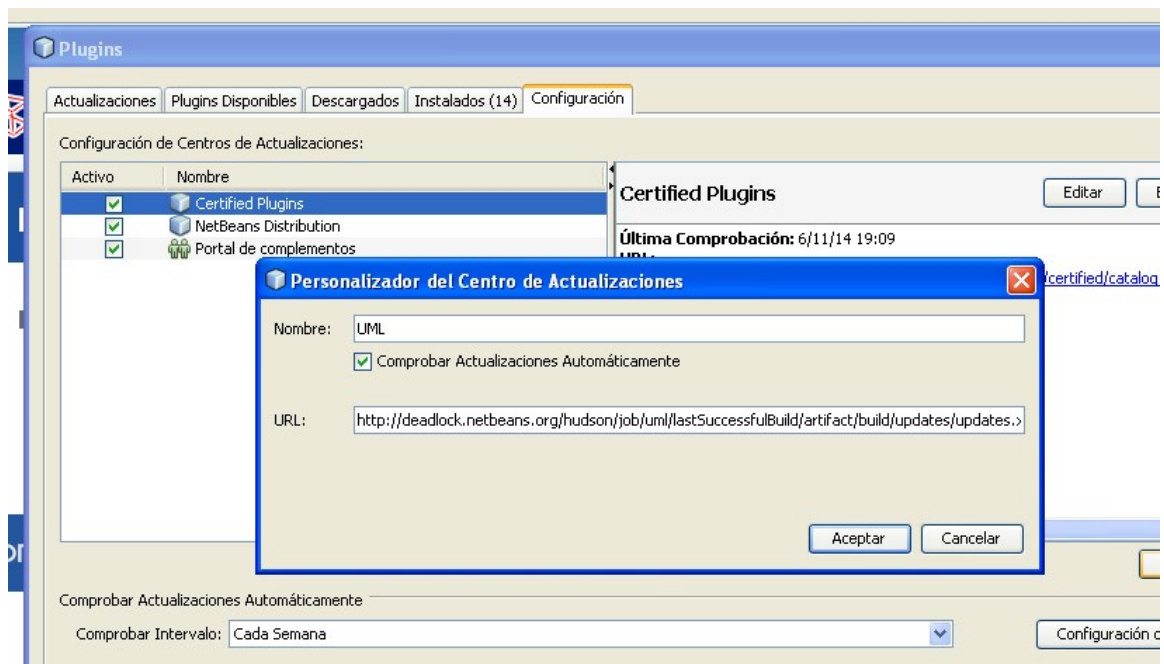 Plugins
Actualizaciones Plugins Disponibles Descargados Instalados (14) Configuración
Configuración de Centros de Actualizaciones:
Activo Nombre
Certified Plugins
NetBeans Distribution
Portal de complementos
Certified Plugins Editar
Última Comprobación: 6/11/14 19:09
/certified/catalog
Personalizador del Centro de Actualizaciones
Nombre: UML
Comprobar Actualizaciones Automáticamente
URL: http://deadlock.netbeans.org/hudson/job/uml/lastSuccessfulBuild/artifact/build/updates/updates.x
Aceptar Cancelar
Comprobar Actualizaciones Automáticamente
Comprobar Intervalo: Cada Semana Configuración